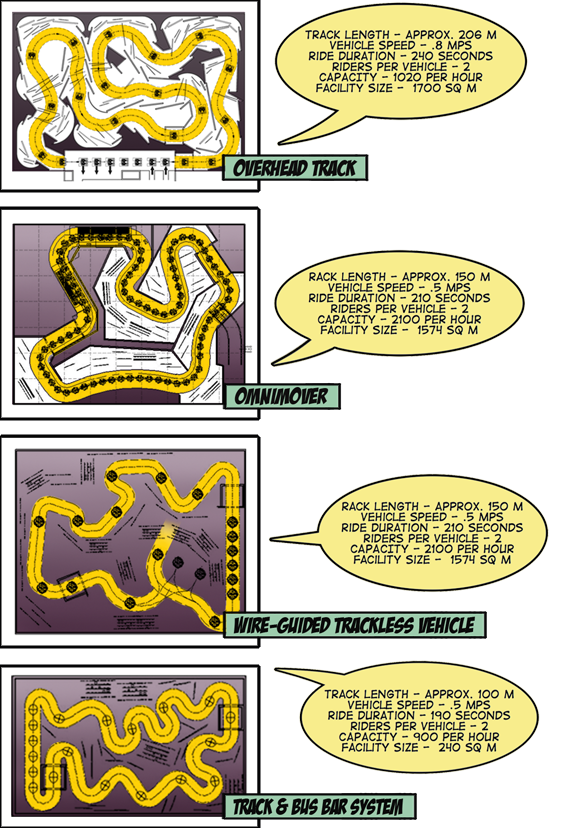 TRACK LENGTH - APPROX. 206 M
VEHICLE SPEED - .8 MPS
RIDE DURATION - 240 SECONDS
RIDERS PER VEHICLE - 2
CAPACITY - 1020 PER HOUR
FACILITY SIZE - 1700 SQ M
OVERHEAD TRACK
RACK LENGTH - APPROX. 150 M
VEHICLE SPEED - .5 MPS
RIDE DURATION - 210 SECONDS
RIDERS PER VEHICLE - 2
CAPACITY - 2100 PER HOUR
FACILITY SIZE - 1574 SQ M
OMNIMOVER
RACK LENGTH - APPROX. 150 M
VEHICLE SPEED - .5 MPS
RIDE DURATION - 210 SECONDS
RIDERS PER VEHICLE - 2
CAPACITY - 2100 PER HOUR
FACILITY SIZE - 1574 SQ M
WIRE-GUIDED TRACKLESS VEHICLE
TRACK LENGTH - APPROX. 100 M
VEHICLE SPEED - .5 MPS
RIDE DURATION - 190 SECONDS
RIDERS PER VEHICLE - 2
CAPACITY - 900 PER HOUR
FACILITY SIZE - 240 SQ M
TRACK & BUS BAR SYSTEM